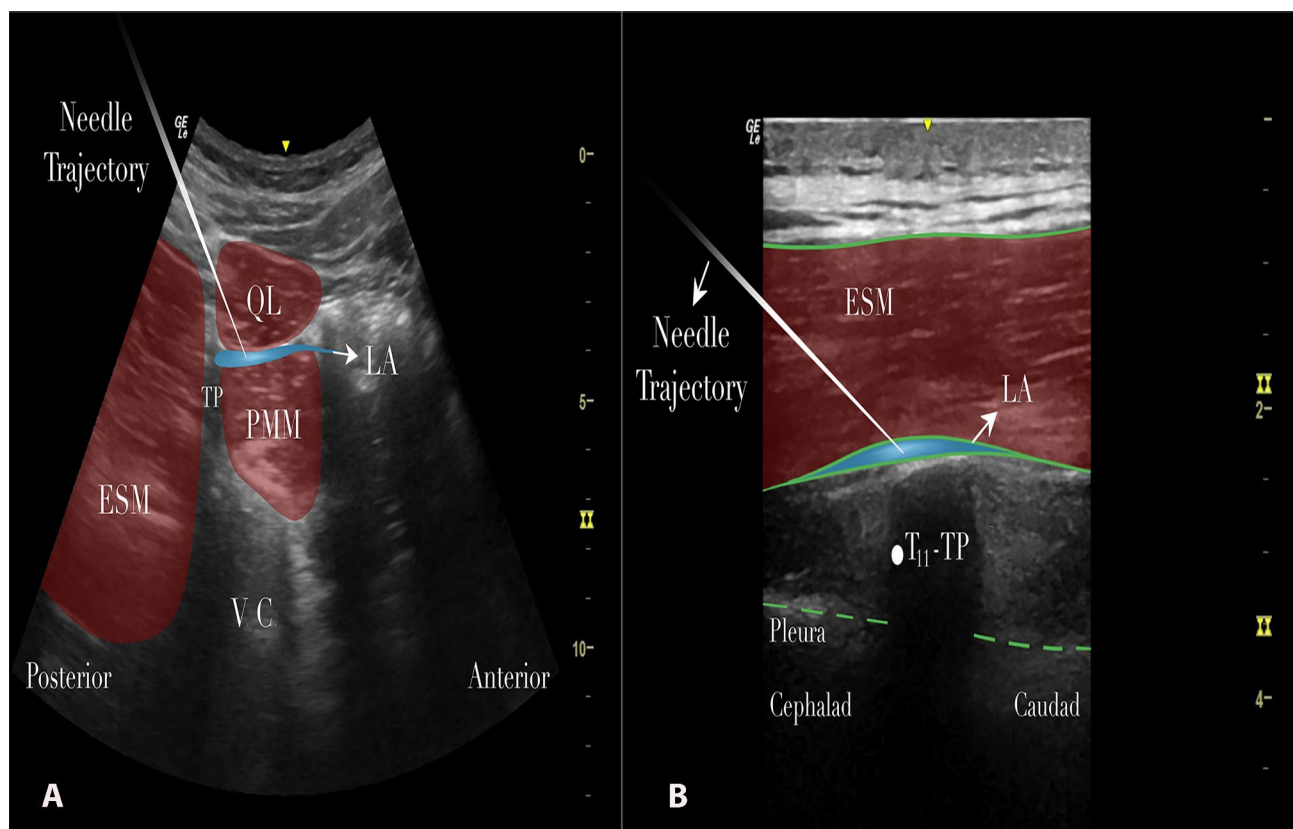 Needle
Trajectory
GE
Le
0
QL
LA
TP
5
PMM
ESM
V C
10
Posterior
Anterior
A
GE
Le
ESM
Needle
Trajectory
LA
2
T11-TP
Pleura
Cephalad
Caudad
4
B